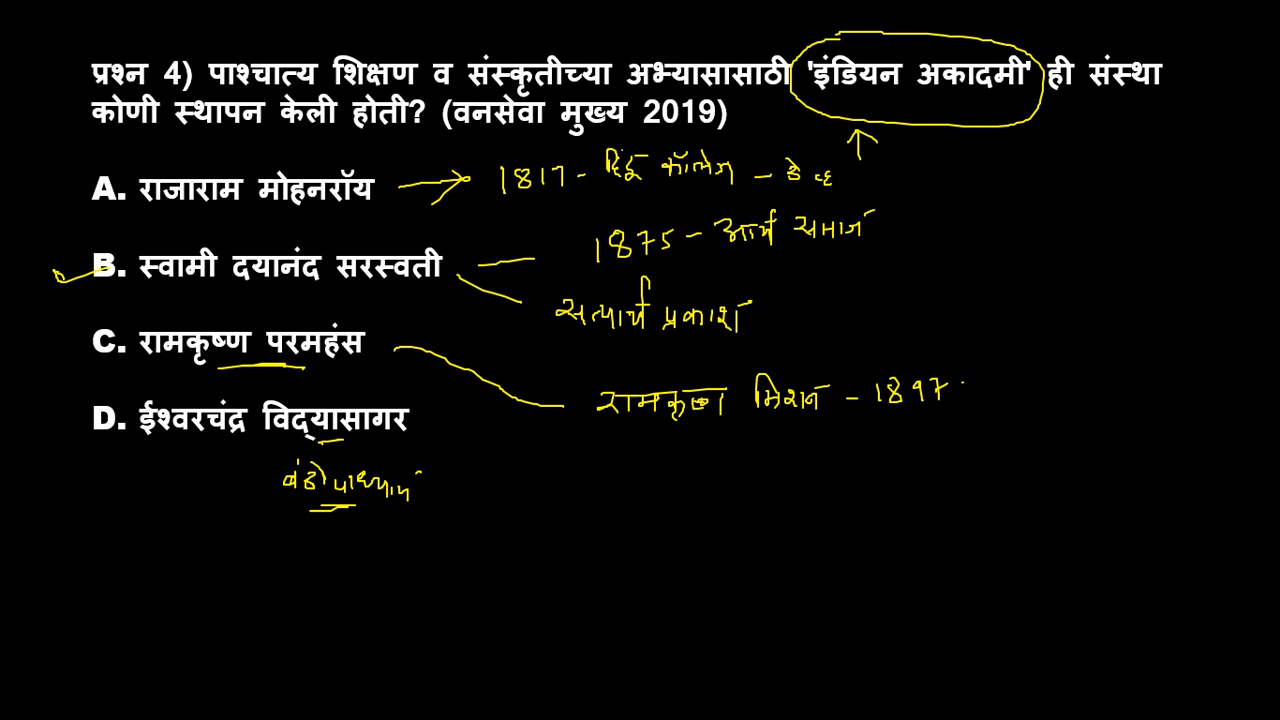 प्रश्न 4) पाश्चात्य शिक्षण व संस्कृतीच्या अभ्यासासाठी 'इंडियन अकादमी' ही संस्था
कोणी स्थापन केली होती? (वनसेवा मुख्य 2019)
A. राजाराम मोहनरॉय
1817 - हिंदू कॉलेज -
1875 - आर्य समाज
B. स्वामी दयानंद सरस्वती
सत्यार्थ प्रकाश
C. रामकृष्ण परमहंस
रामकृष्ण मिशन - 1897
D. ईश्वरचंद्र विद्यासागर
बंडोपाध्याय